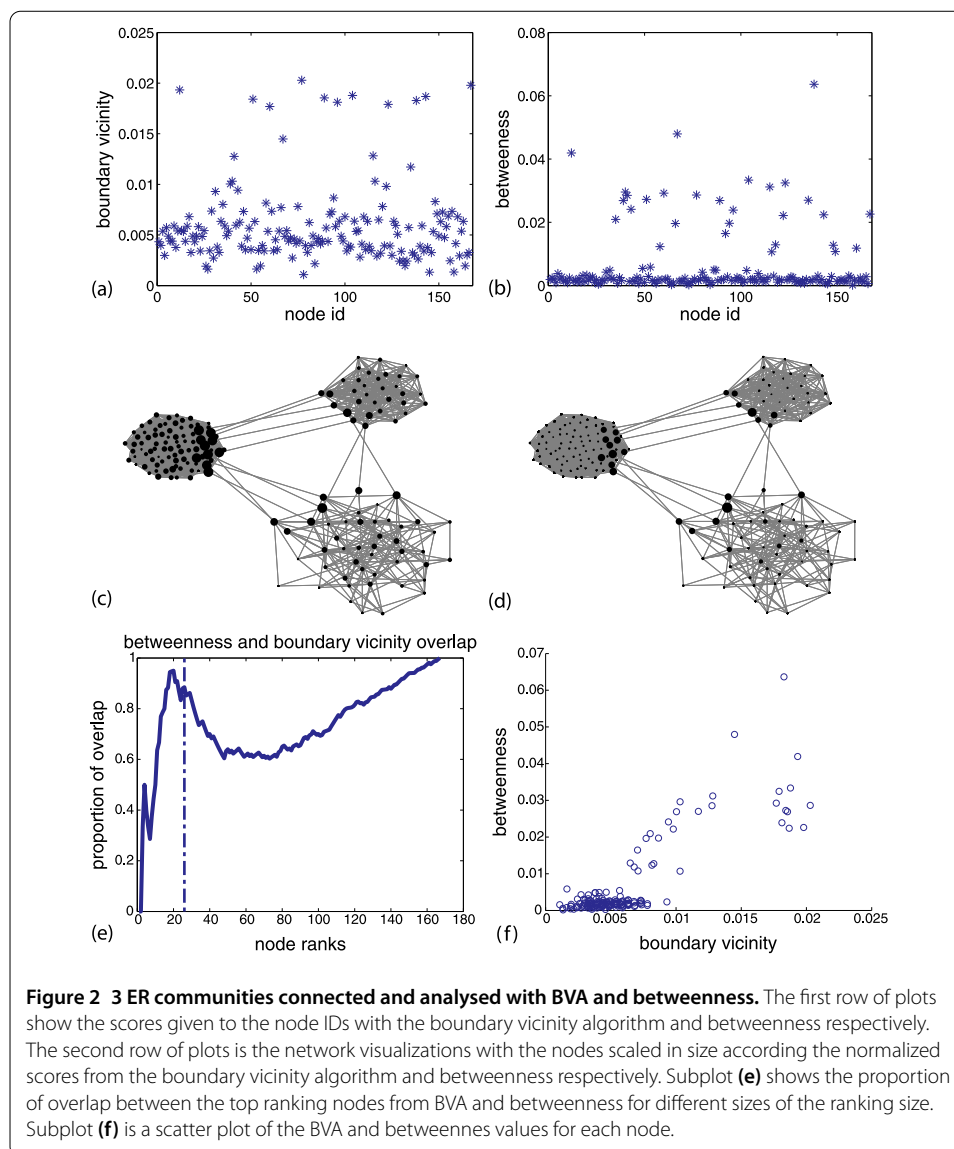 0.025
0.02
0.015
0.01
0.005
0
0
50
100
150
boundary vicinity
node id
(a)
0.08
0.06
0.04
0.02
0
0
50
100
150
betweeness
node id
(b)
(c)
(d)
betweenness and boundary vicinity overlap
1
0.8
0.6
0.4
0.2
0
0
20
40
60
80
100
120
140
160
180
proportion of overlap
node ranks
(e)
0.07
0.06
0.05
0.04
0.03
0.02
0.01
0
0
0.005
0.01
0.015
0.02
0.025
betweenness
boundary vicinity
(f)
Figure 2 3 ER communities connected and analysed with BVA and betweenness. The first row of plots
show the scores given to the node IDs with the boundary vicinity algorithm and betweenness respectively.
The second row of plots is the network visualizations with the nodes scaled in size according the normalized
scores from the boundary vicinity algorithm and betweenness respectively. Subplot (e) shows the proportion
of overlap between the top ranking nodes from BVA and betweenness for different sizes of the ranking size.
Subplot (f) is a scatter plot of the BVA and betweennes values for each node.